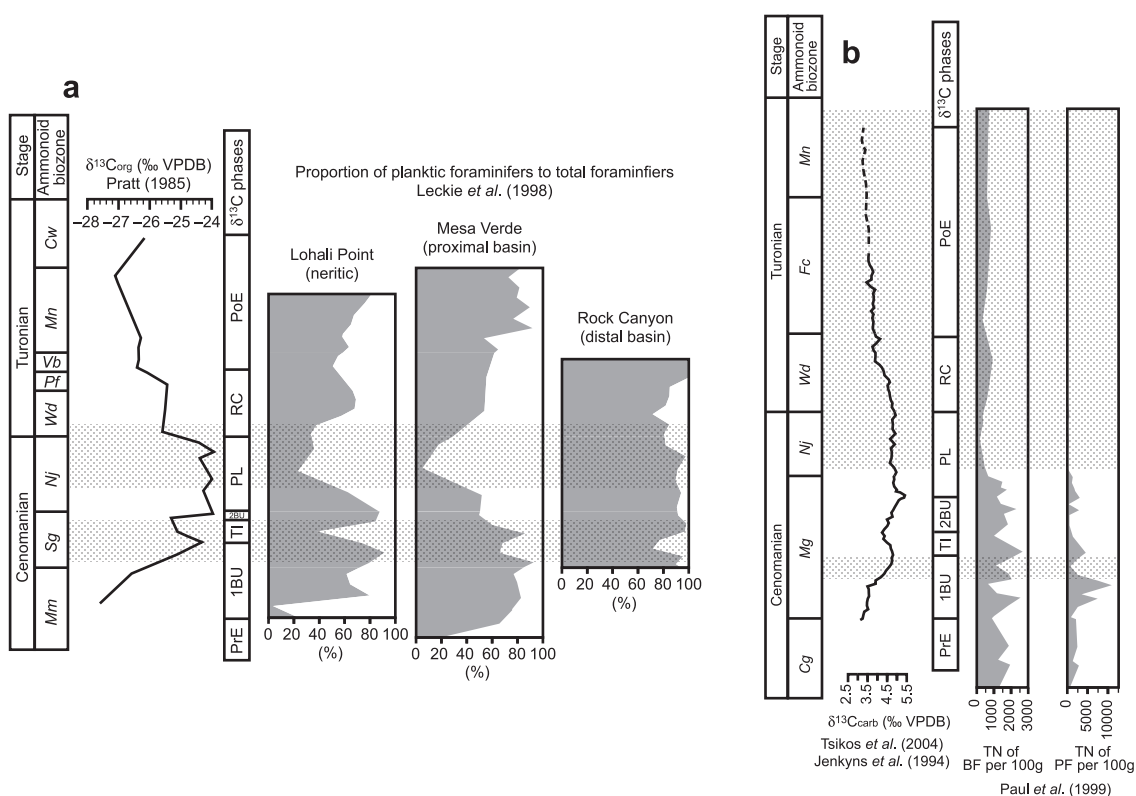 a
Stage
Ammonoid
biozone
δ13Corg (‰ VPDB)
Pratt (1985)
–28 –27 –26 –25 –24
δ13C phases
Proportion of planktic foraminifers to total foraminfiers
Leckie et al. (1998)
Lohali Point
(neritic)
Mesa Verde
(proximal basin)
Rock Canyon
(distal basin)
Turonian
Cenomanian
Cw
Mn
Vb
Pf
Wd
Nj
Sg
Mm
PoE
RC
PL
2BU
TI
1BU
PrE
0 20 40 60 80 100
(%)
0 20 40 60 80 100
(%)
0 20 40 60 80 100
(%)
b
Stage
Ammonoid
biozone
δ13C phases
Turonian
Cenomanian
Mn
Fc
Wd
Nj
Mg
Cg
PoE
RC
PL
2BU
TI
1BU
PrE
2.5 3.5 4.5 5.5
δ13Ccarb (‰ VPDB)
Tsikos et al. (2004)
Jenkyns et al. (1994)
0 1000 2000 3000
TN of
BF per 100g
0 5000 10000
TN of
PF per 100g
Paul et al. (1999)